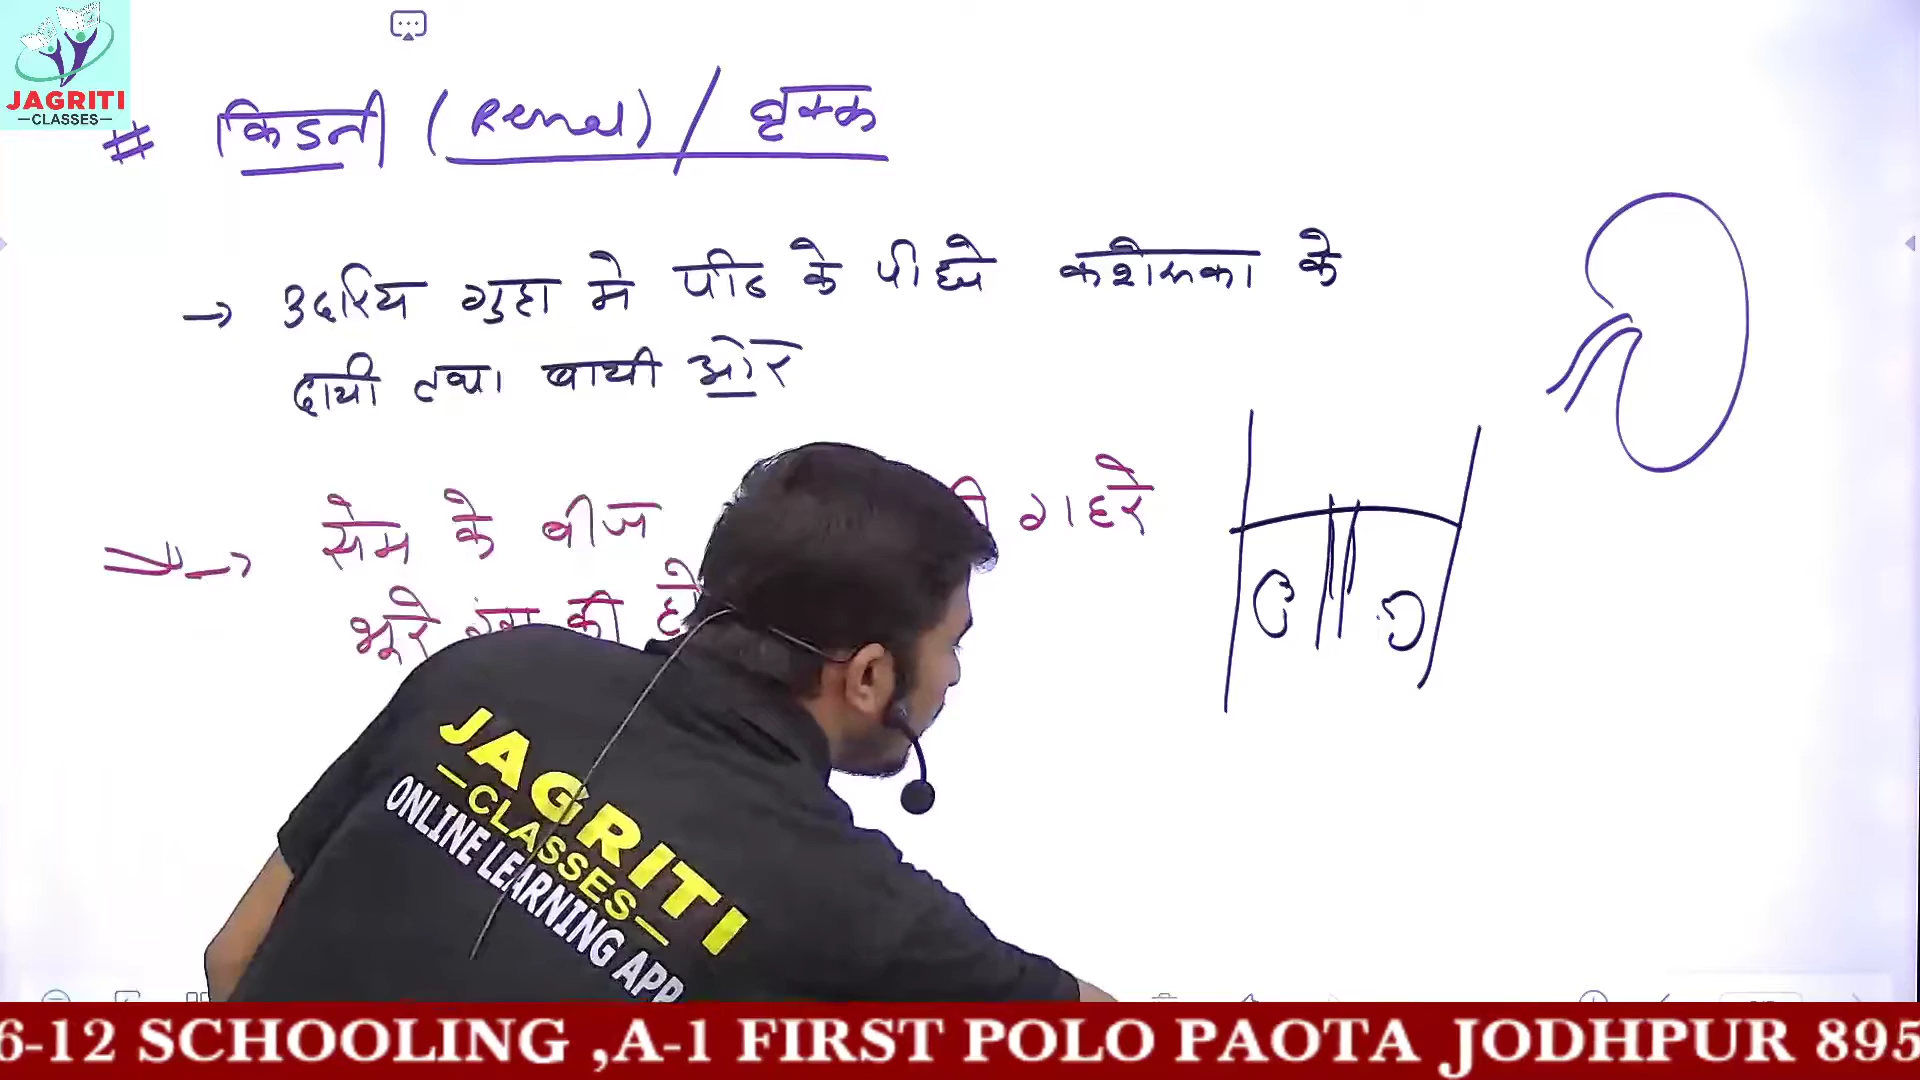 JAGRITI
CLASSES
# किडनी (Renal) / वृक्क
→ उदरिय गुहा मे पीठ के पीछे कशेरूका के
दायी तथा बायी ओर
→ सेम के बीज की गहरे
भूरे रंग की हो
JAGRITI
CLASSES
ONLINE LEARNING APP
6-12 SCHOOLING ,A-1 FIRST POLO PAOTA JODHPUR 895